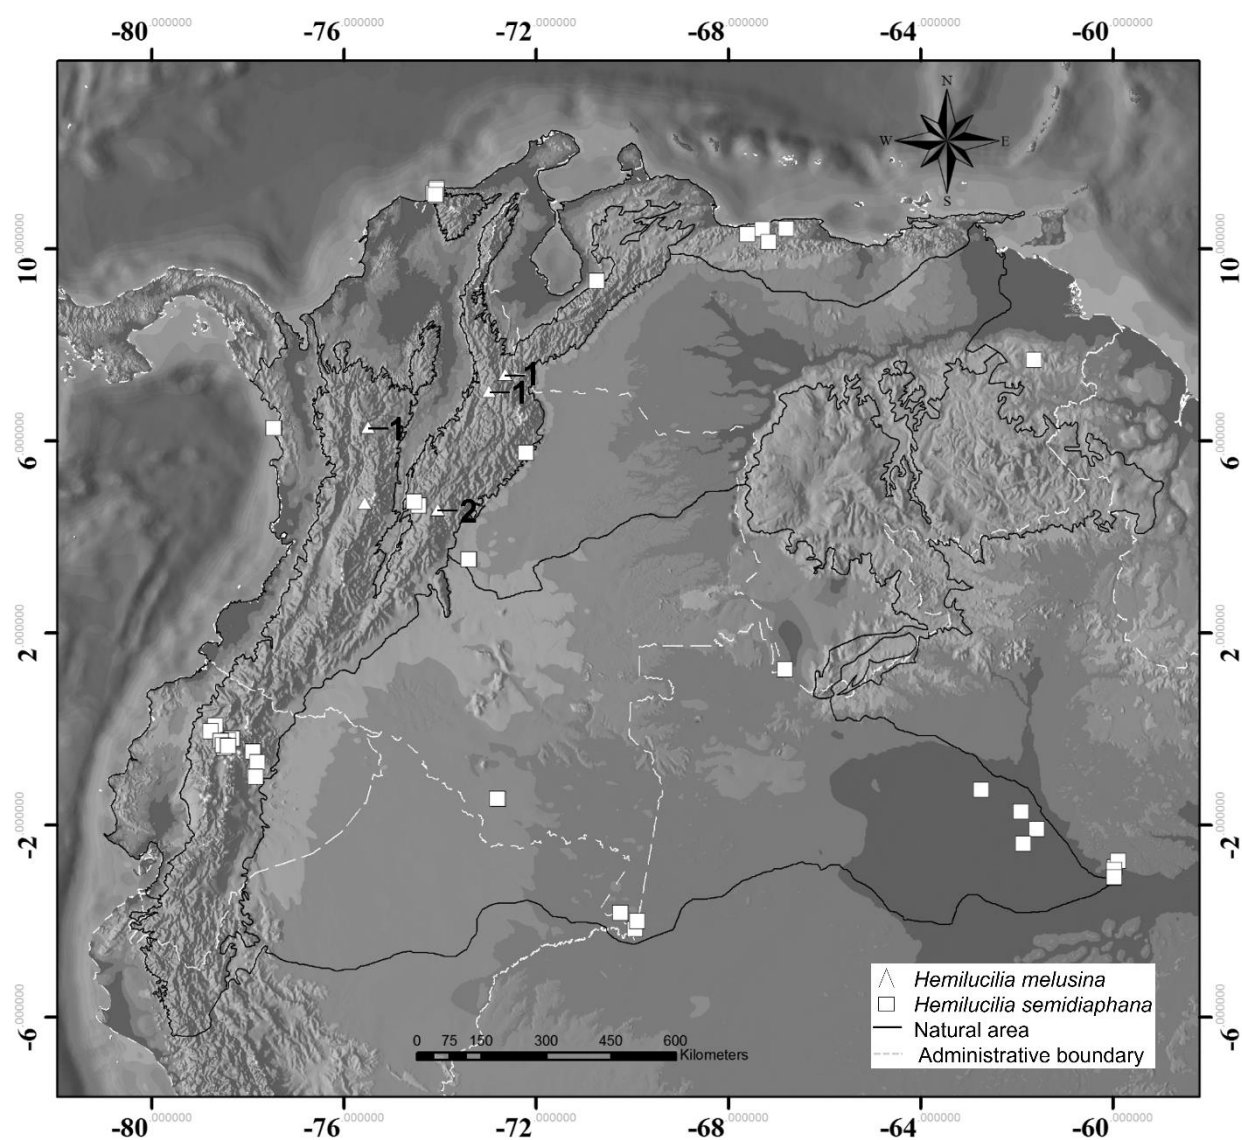 -80.000000 -76.000000 -72.000000 -68.000000 -64.000000 -60.000000
N
W E
S
10.000000 10.000000
1
1
6.000000 1 6.000000
2
2.000000 2.000000
-2.000000 -2.000000
Hemilucilia melusina
Hemilucilia semidiaphana
-6.000000 Natural area -6.000000
0 75 150 300 450 600
Kilometers Administrative boundary
-80.000000 -76.000000 -72.000000 -68.000000 -64.000000 -60.000000